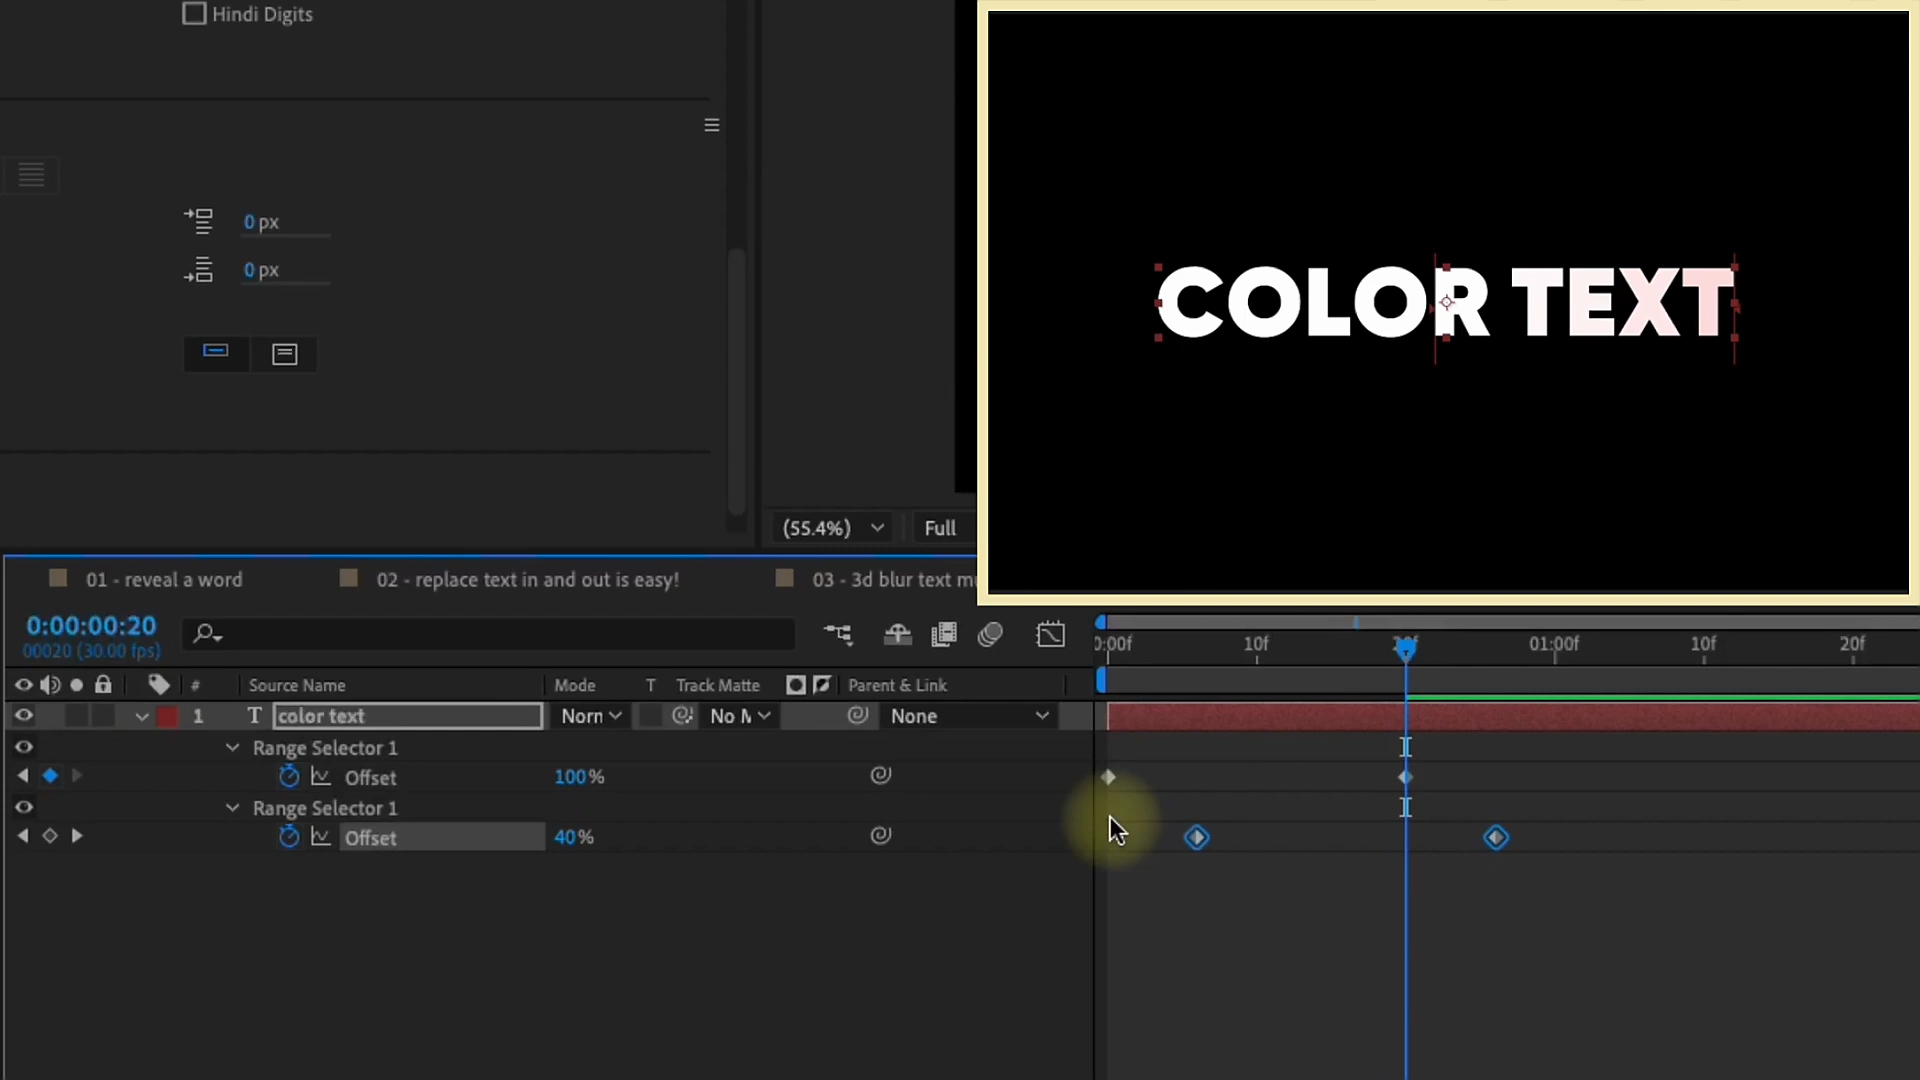 Hindi Digits
0 px
0 px
COLOR TEXT
(55.4%) Full
01 - reveal a word 02 - replace text in and out is easy! 03 - 3d blur text
0:00:00:20
00020 (30.00 fps)
0:00f 10f 20f 01:00f 10f 20f
# Source Name Mode T Track Matte Parent & Link
1 T color text Norn No M None
Range Selector 1
Offset 100%
Range Selector 1
Offset 40%